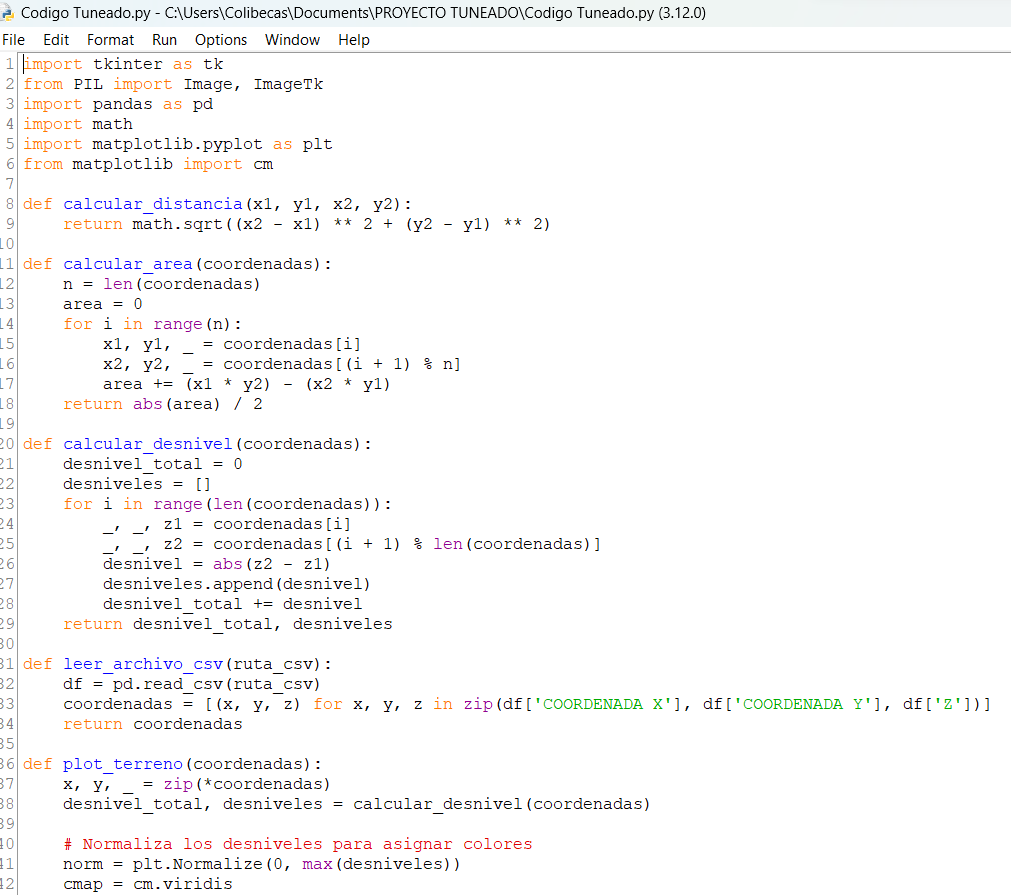 Codigo Tuneado.py - C:\Users\Colibecas\Documents\PROYECTO TUNEADO\Codigo Tuneado.py (3.12.0)
File Edit Format Run Options Window Help
1 import tkinter as tk
2 from PIL import Image, ImageTk
3 import pandas as pd
4 import math
5 import matplotlib.pyplot as plt
6 from matplotlib import cm
7
8 def calcular_distancia(x1, y1, x2, y2):
9     return math.sqrt((x2 - x1) ** 2 + (y2 - y1) ** 2)
10
11 def calcular_area(coordenadas):
12     n = len(coordenadas)
13     area = 0
14     for i in range(n):
15         x1, y1, _ = coordenadas[i]
16         x2, y2, _ = coordenadas[(i + 1) % n]
17         area += (x1 * y2) - (x2 * y1)
18     return abs(area) / 2
19
20 def calcular_desnivel(coordenadas):
21     desnivel_total = 0
22     desniveles = []
23     for i in range(len(coordenadas)):
24         _, _, z1 = coordenadas[i]
25         _, _, z2 = coordenadas[(i + 1) % len(coordenadas)]
26         desnivel = abs(z2 - z1)
27         desniveles.append(desnivel)
28         desnivel_total += desnivel
29     return desnivel_total, desniveles
30
31 def leer_archivo_csv(ruta_csv):
32     df = pd.read_csv(ruta_csv)
33     coordenadas = [(x, y, z) for x, y, z in zip(df['COORDENADA X'], df['COORDENADA Y'], df['Z'])]
34     return coordenadas
35
36 def plot_terreno(coordenadas):
37     x, y, _ = zip(*coordenadas)
38     desnivel_total, desniveles = calcular_desnivel(coordenadas)
39
40     # Normaliza los desniveles para asignar colores
41     norm = plt.Normalize(0, max(desniveles))
42     cmap = cm.viridis